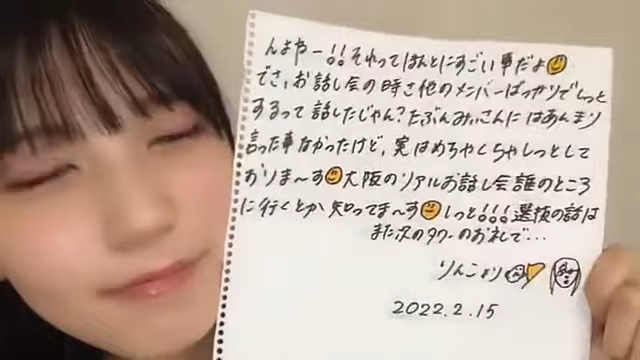 んまやー!!それってほんとにすごい事だよ
でさ、お話し会の時さ他のメンバーばっかりでしっと
するって話したじゃん?たぶんみぃさんにはあんまり
言った事なかったけど、実はめちゃくちゃしっとして
おりま〜す大阪のリアルお話し会誰のところ
に行くとか知ってま〜すしっと!!!選抜の話は
また次のタワーのおれしで...
りんこより
2022.2.15